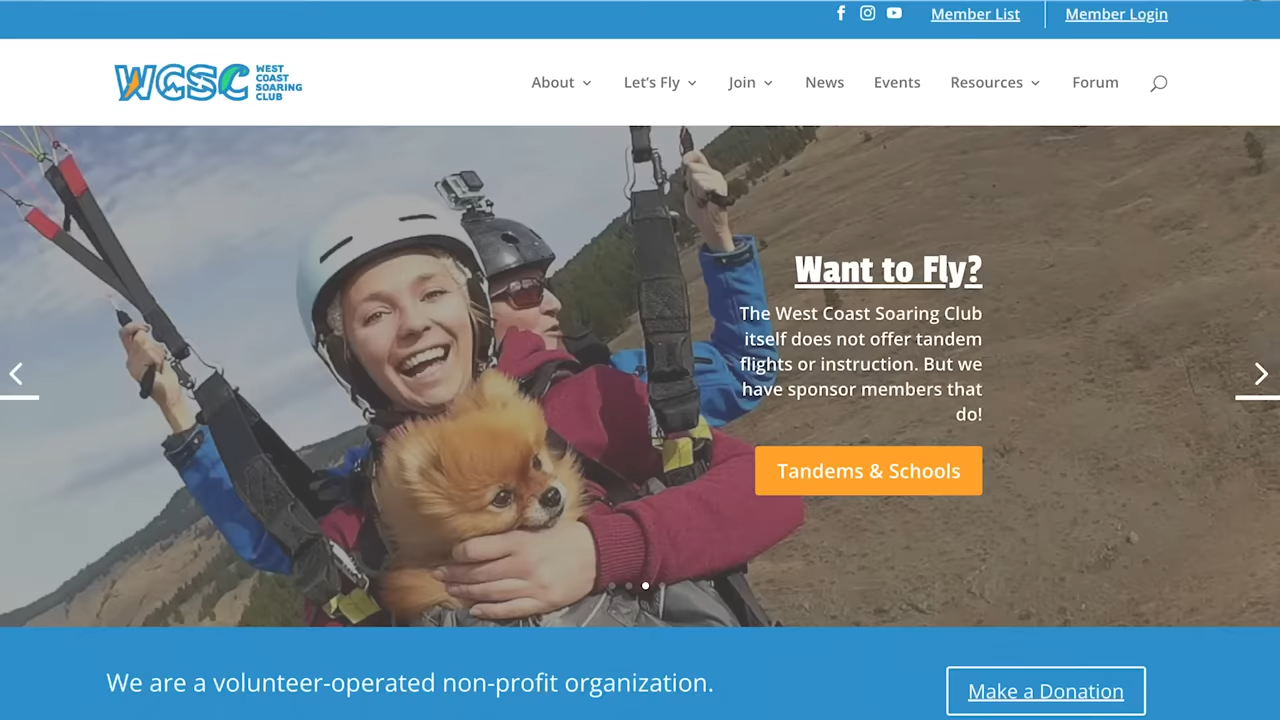 Member List
Member Login
WCSC WEST
COAST
SOARING
CLUB
About Let's Fly Join News Events Resources Forum
Want to Fly?
The West Coast Soaring Club
itself does not offer tandem
flights or instruction. But we
have sponsor members that
do!
Tandems & Schools
We are a volunteer-operated non-profit organization.
Make a Donation